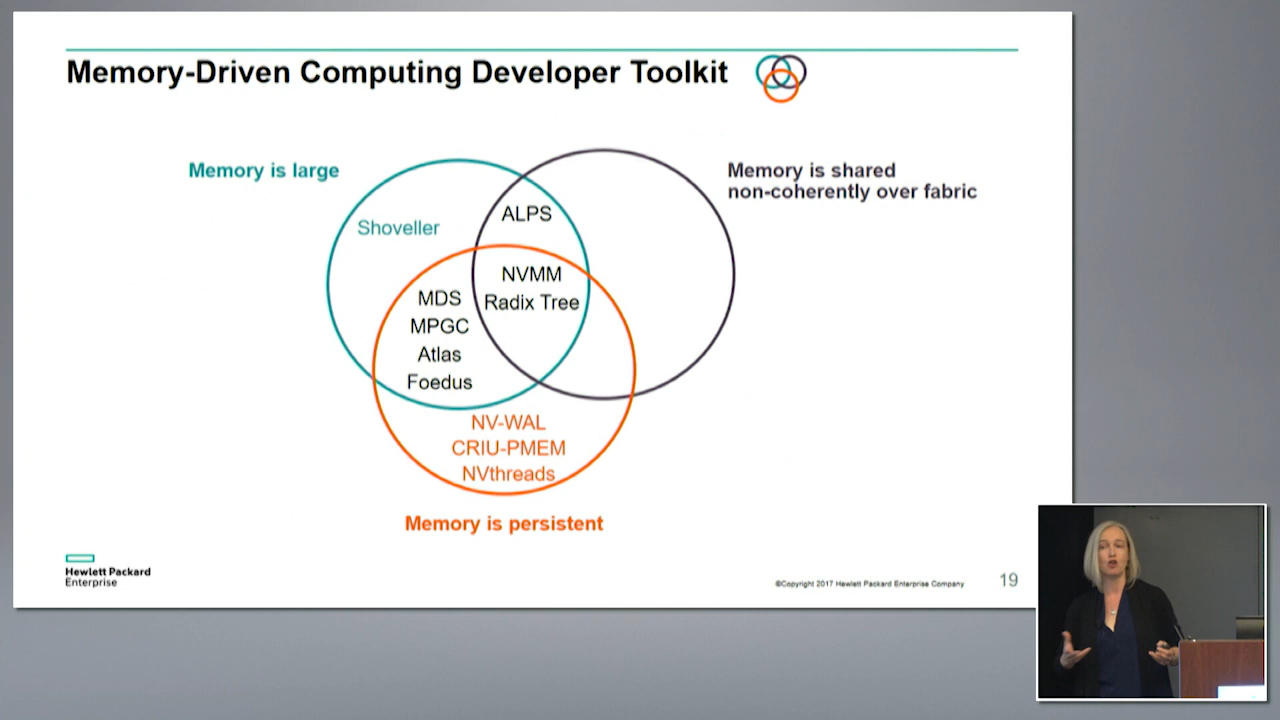 Memory-Driven Computing Developer Toolkit
Memory is large
Memory is shared
non-coherently over fabric
ALPS
Shoveller
NVMM
Radix Tree
MDS
MPGC
Atlas
Foedus
NV-WAL
CRIU-PMEM
NVthreads
Memory is persistent
Hewlett Packard
Enterprise
©Copyright 2017 Hewlett Packard Enterprise Company
19